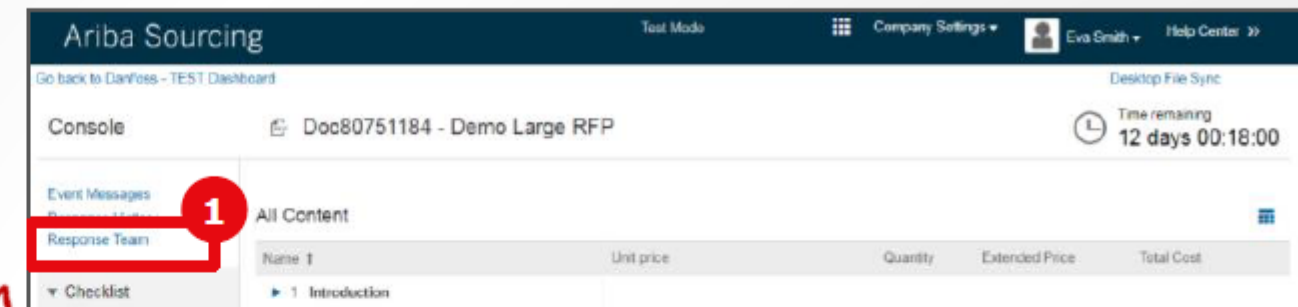 Ariba Sourcing
Test Mode
Company Settings
Eva Smith
Help Center »
Go back to Danfoss - TEST Dashboard
Desktop File Sync
Console
Doc80751184 - Demo Large RFP
Time remaining
12 days 00:18:00
Event Messages
Response
1
Response Team
All Content
Name ↑
Unit price
Quantity
Extended Price
Total Cost
▼ Checklist
► 1 Introduction